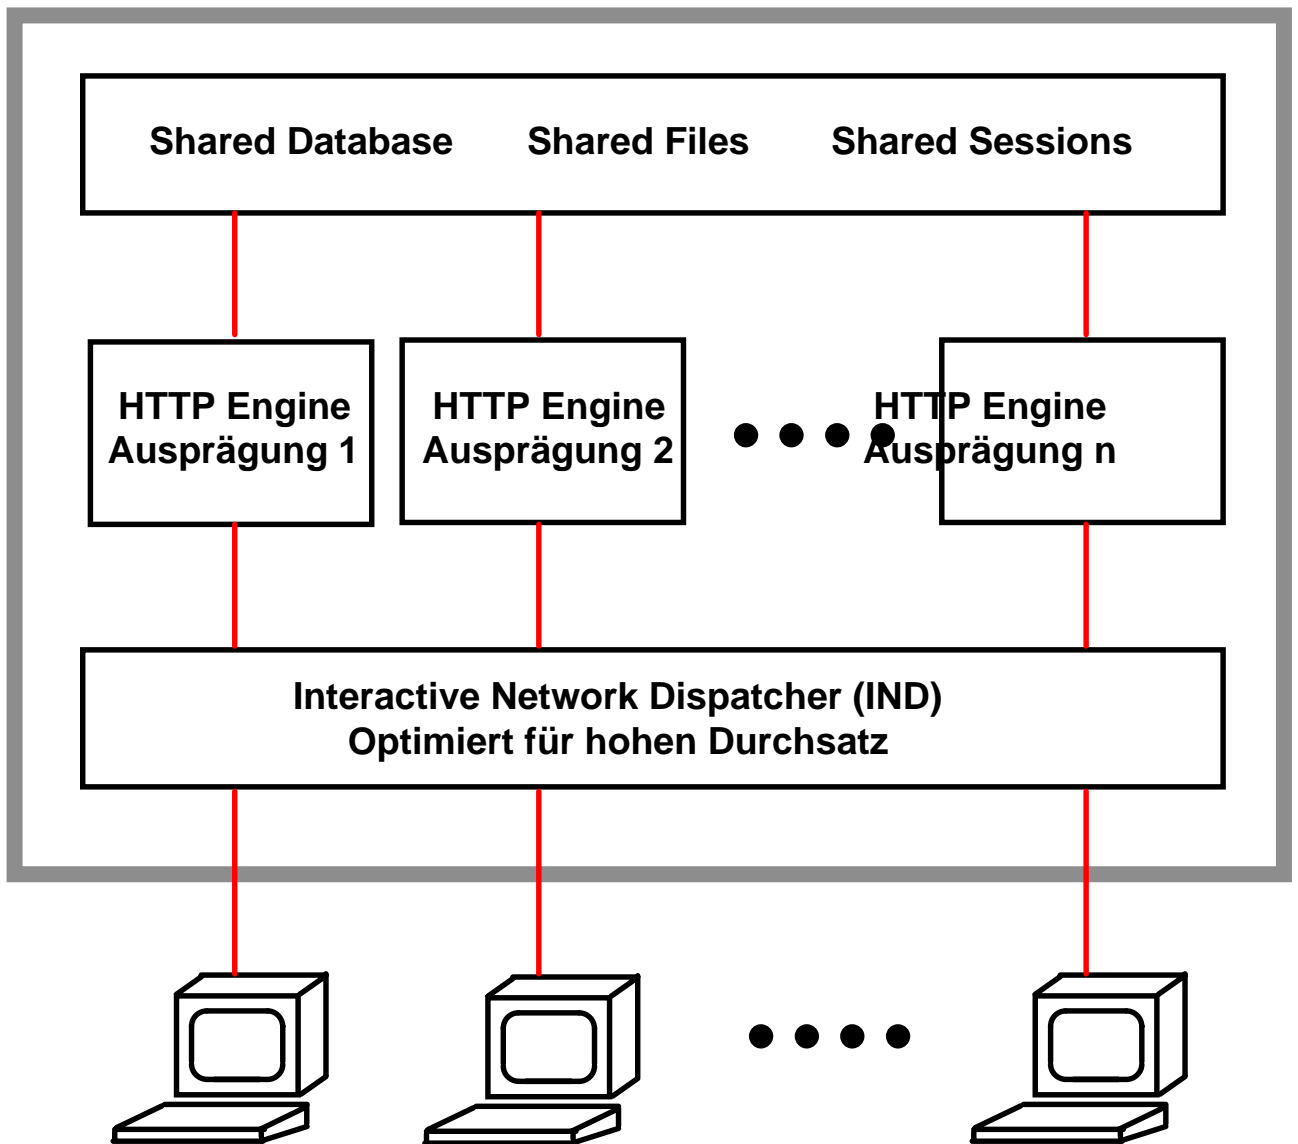 Shared Database Shared Files Shared Sessions
HTTP Engine
Ausprägung 1
HTTP Engine
Ausprägung 2
HTTP Engine
Ausprägung n
Interactive Network Dispatcher (IND)
Optimiert für hohen Durchsatz